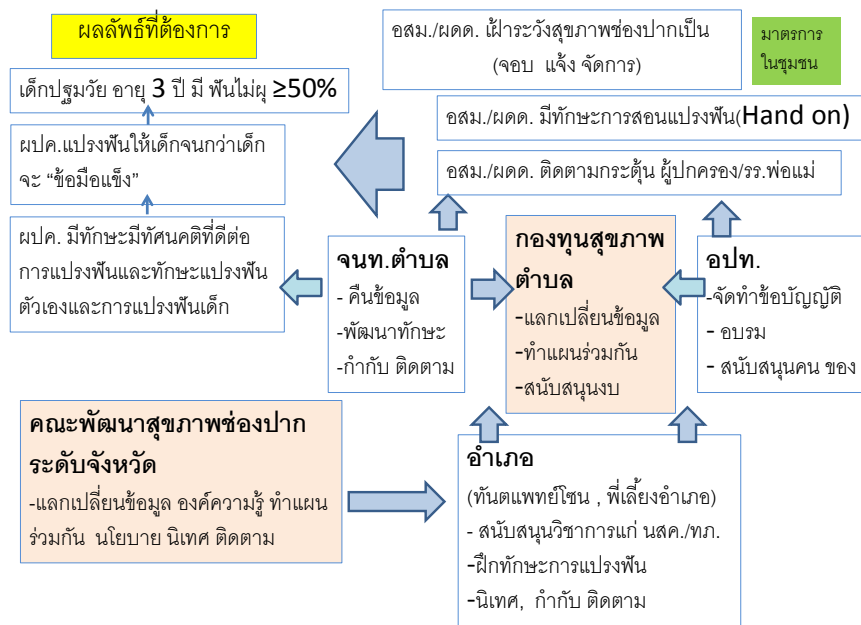 ผลลัพธ์ที่ต้องการ
เด็กปฐมวัย อายุ 3 ปี มี ฟันไม่ผุ ≥50%
ผปค.แปรงฟันให้เด็กจนกว่าเด็ก
จะ “ข้อมือแข็ง”
ผปค. มีทักษะมีทัศนคติที่ดีต่อ
การแปรงฟันและทักษะแปรงฟัน
ตัวเองและการแปรงฟันเด็ก
อสม./ผดด. เฝ้าระวังสุขภาพช่องปากเป็น
(จอบ แจ้ง จัดการ)
มาตรการ
ในชุมชน
อสม./ผดด. มีทักษะการสอนแปรงฟัน(Hand on)
อสม./ผดด. ติดตามกระตุ้น ผู้ปกครอง/รร.พ่อแม่
จนท.ตำบล
- คืนข้อมูล
-พัฒนาทักษะ
-กำกับ ติดตาม
กองทุนสุขภาพ
ตำบล
-แลกเปลี่ยนข้อมูล
-ทำแผนร่วมกัน
-สนับสนุนงบ
อปท.
-จัดทำข้อบัญญัติ
- อบรม
- สนับสนุนคน ของ
คณะพัฒนาสุขภาพช่องปาก
ระดับจังหวัด
-แลกเปลี่ยนข้อมูล องค์ความรู้ ทำแผน
ร่วมกัน นโยบาย นิเทศ ติดตาม
อำเภอ
(ทันตแพทย์โซน , พี่เลี้ยงอำเภอ)
- สนับสนุนวิชาการแก่ นสค./ทภ.
-ฝึกทักษะการแปรงฟัน
-นิเทศ, กำกับ ติดตาม